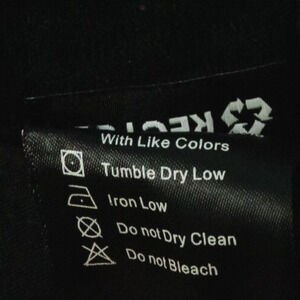 With Like Colors
Tumble Dry Low
Iron Low
Do not Dry Clean
Do not Bleach